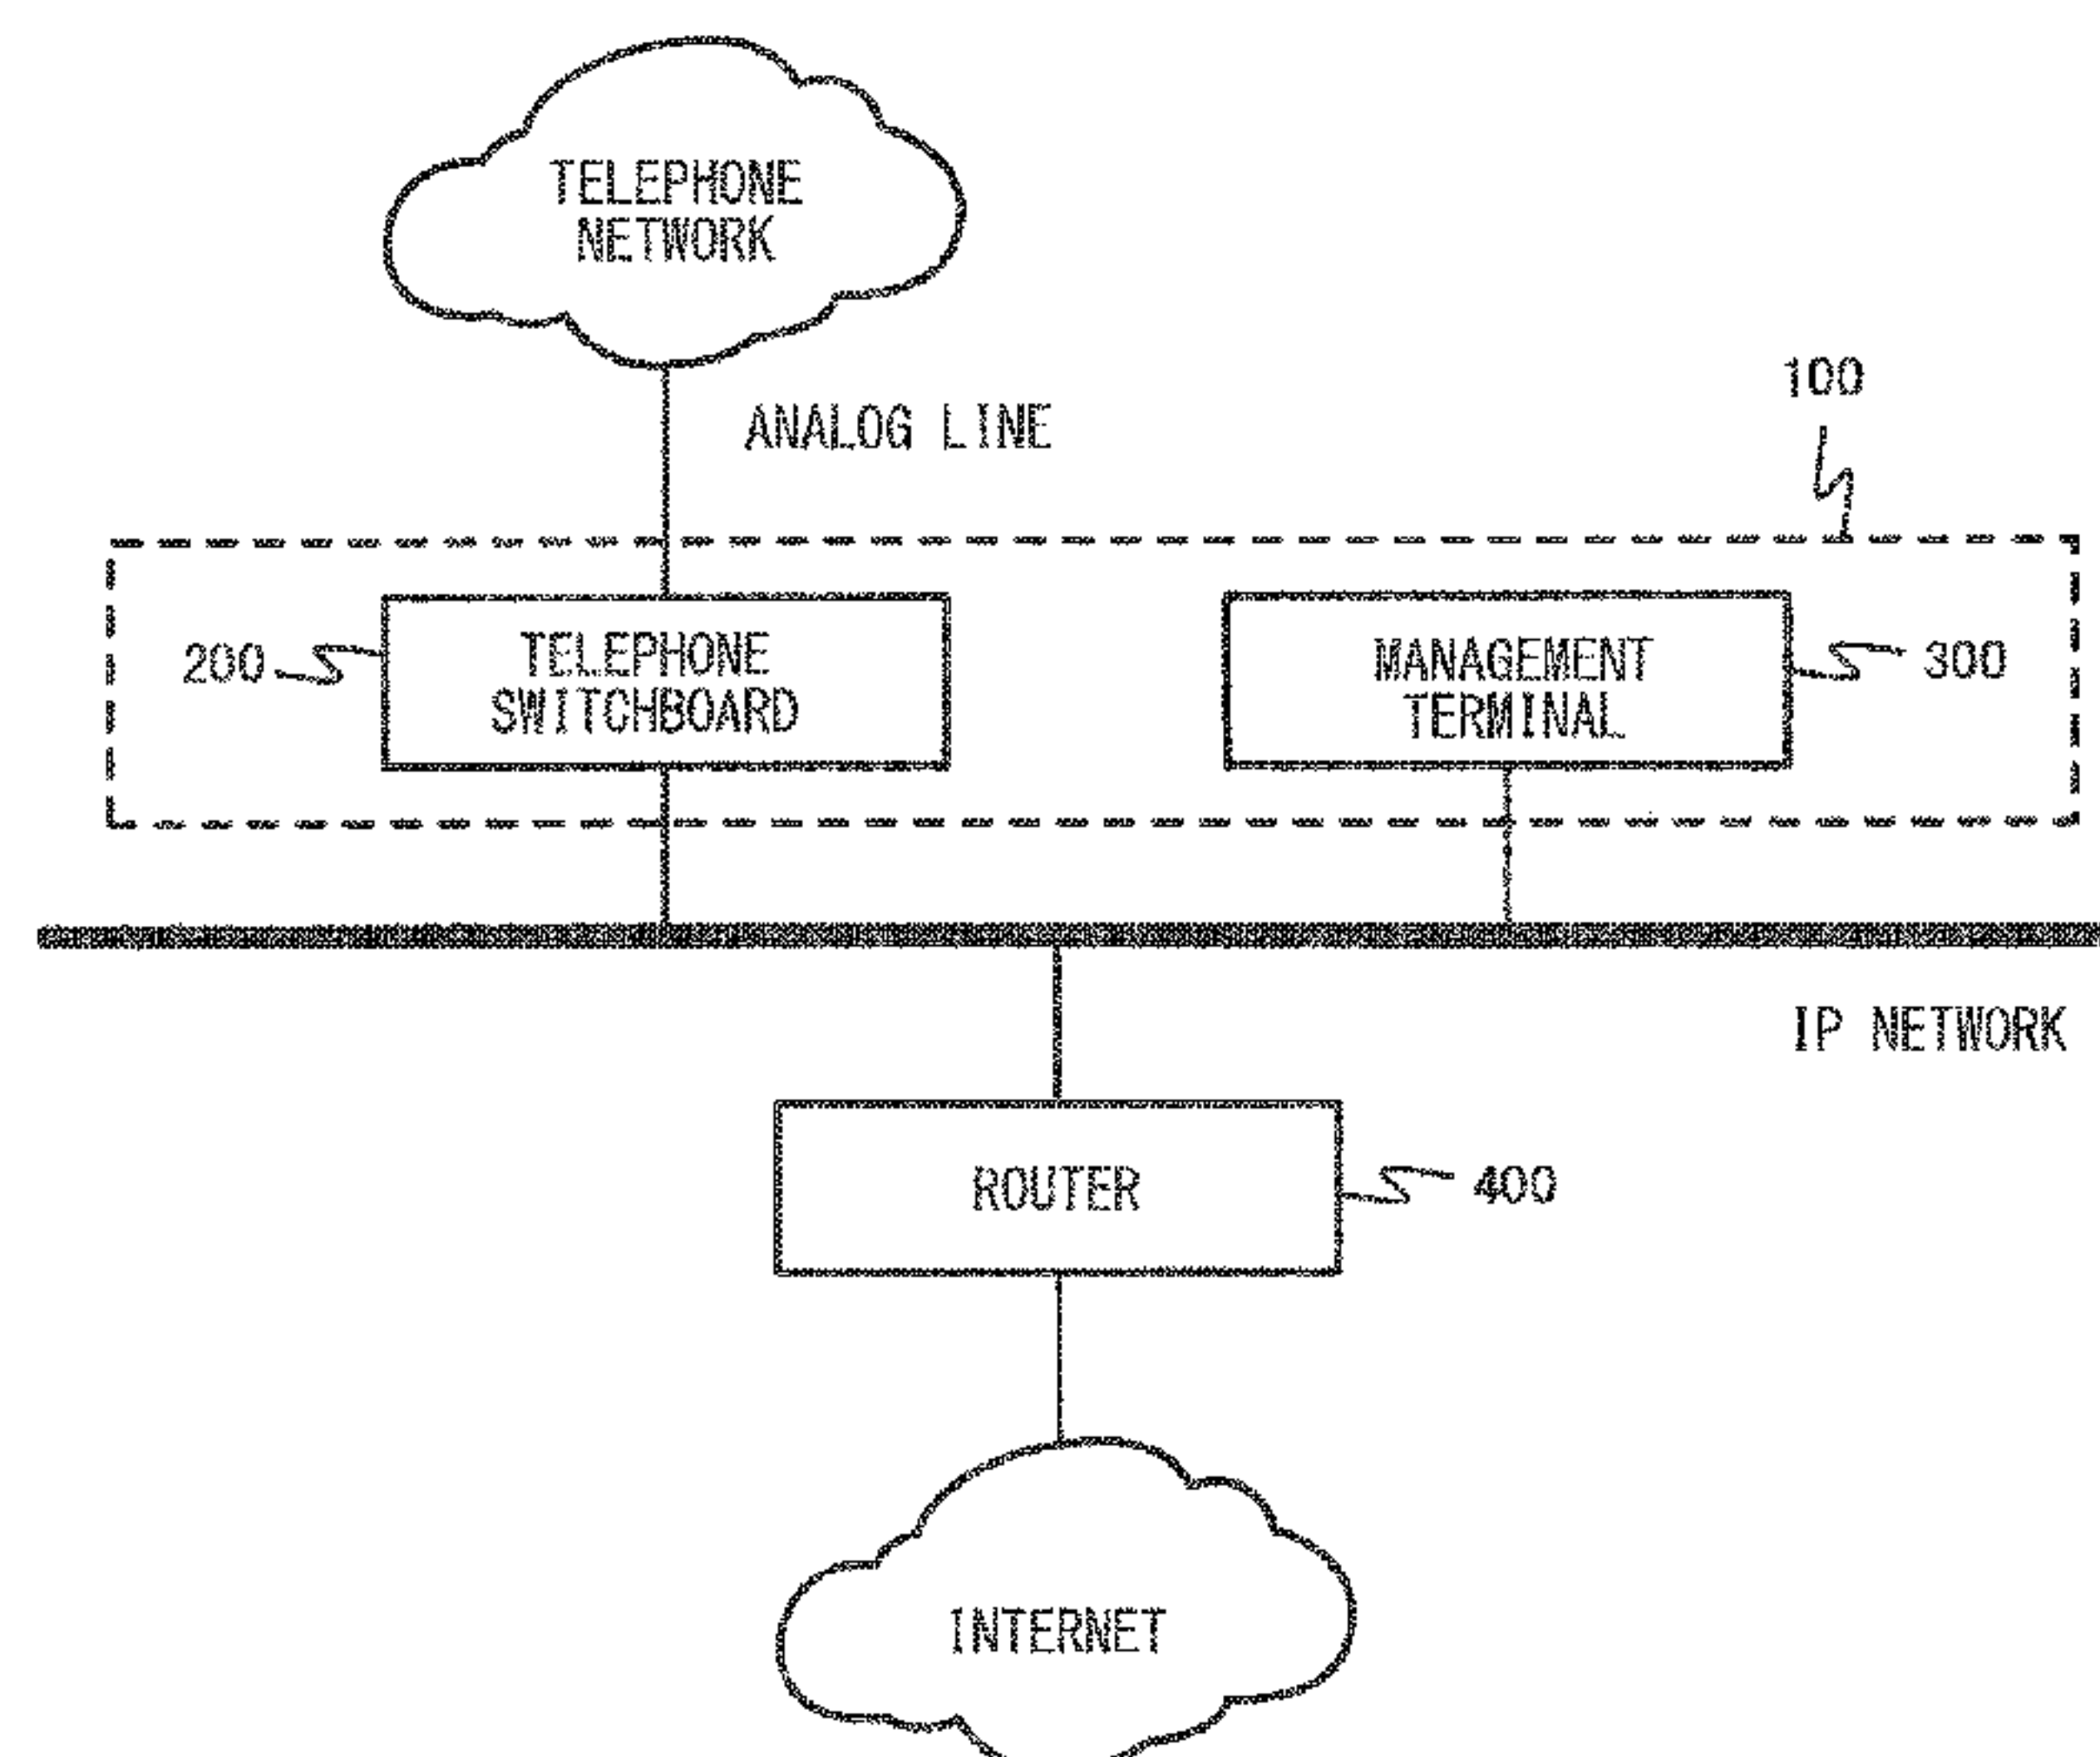 TELEPHONE
NETWORK
ANALOG LINE
100
200
TELEPHONE
SWITCHBOARD
MANAGEMENT
TERMINAL
300
IP NETWORK
ROUTER
400
INTERNET